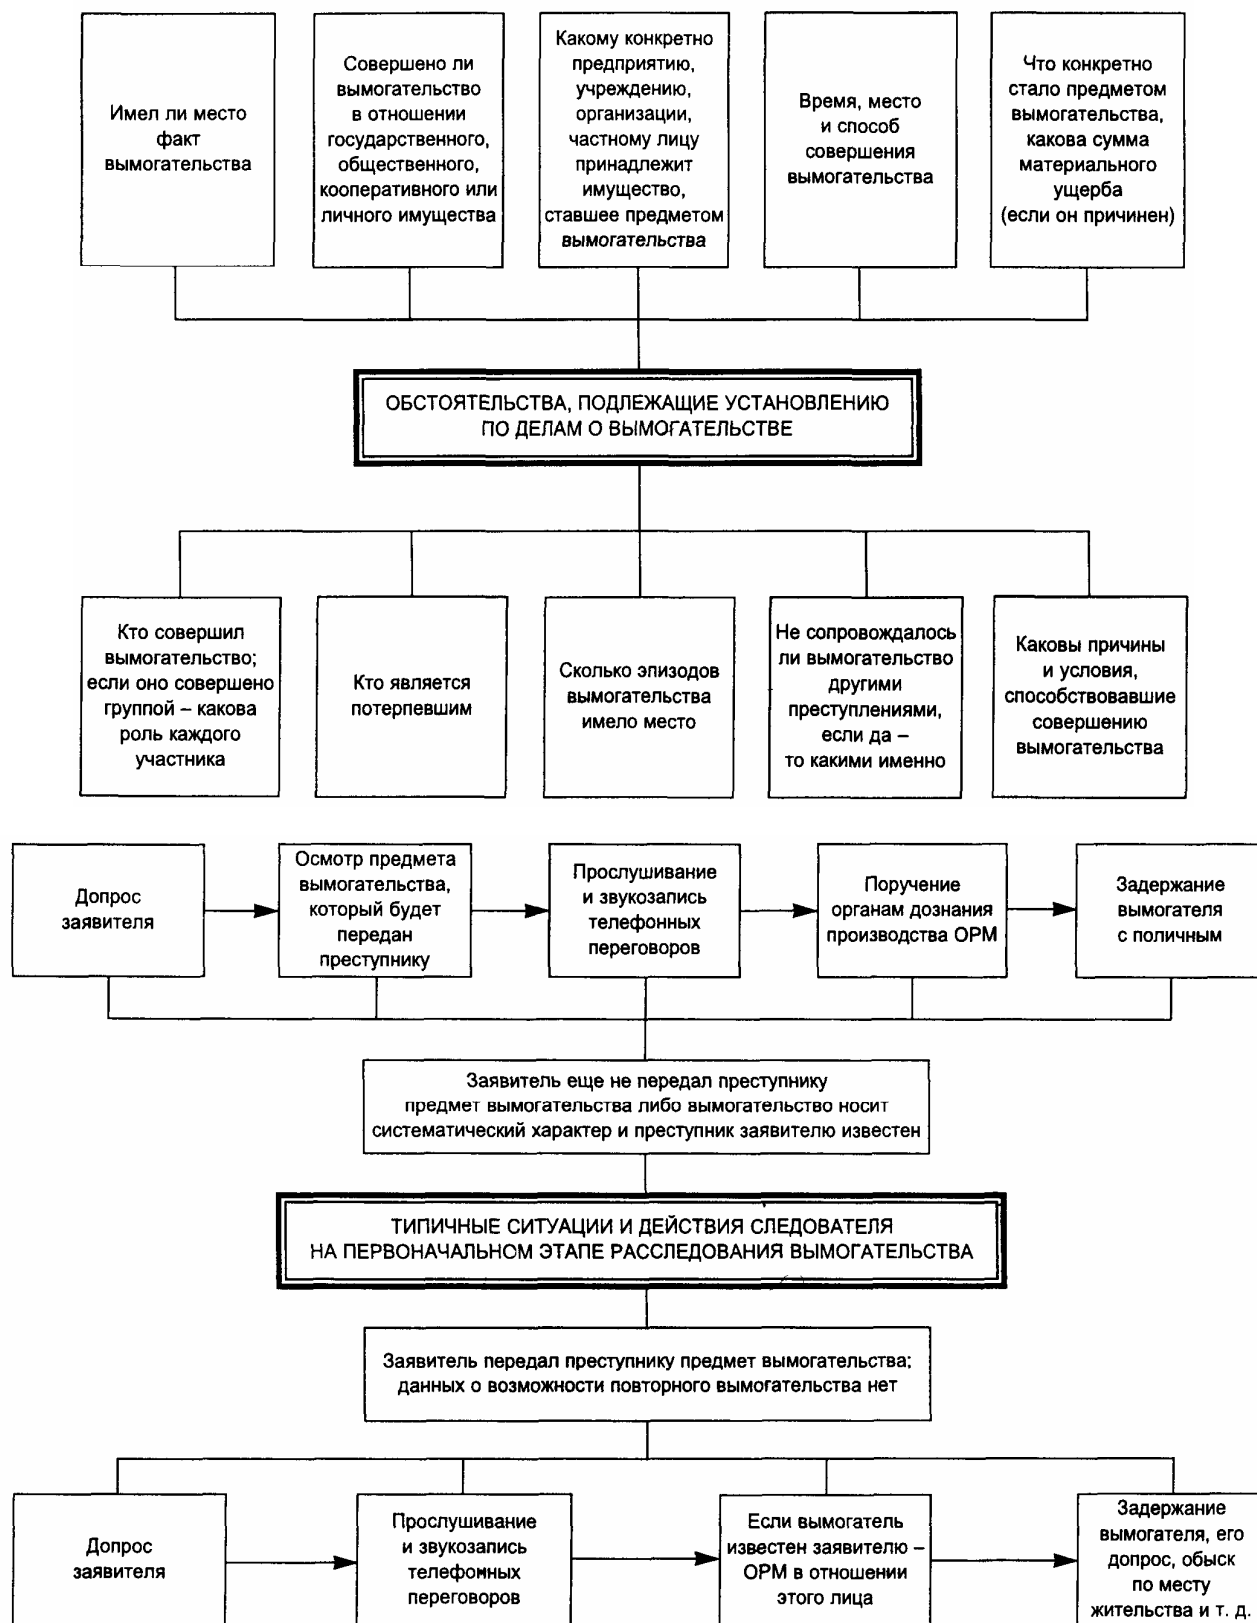 Имел ли место
факт
вымогательства
Совершено ли
вымогательство
в отношении
государственного,
общественного,
кооперативного или
личного имущества
Какому конкретно
предприятию,
учреждению,
организации,
частному лицу
принадлежит
имущество,
ставшее предметом
вымогательства
Время, место
и способ
совершения
вымогательства
Что конкретно
стало предметом
вымогательства,
какова сумма
материального
ущерба
(если он причинен)
ОБСТОЯТЕЛЬСТВА, ПОДЛЕЖАЩИЕ УСТАНОВЛЕНИЮ
ПО ДЕЛАМ О ВЫМОГАТЕЛЬСТВЕ
Кто совершил
вымогательство;
если оно совершено
группой – какова
роль каждого
участника
Кто является
потерпевшим
Сколько эпизодов
вымогательства
имело место
Не сопровождалось
ли вымогательство
другими
преступлениями,
если да –
то какими именно
Каковы причины
и условия,
способствовавшие
совершению
вымогательства
Допрос
заявителя
Осмотр предмета
вымогательства,
который будет
передан
преступнику
Прослушивание
и звукозапись
телефонных
переговоров
Поручение
органам дознания
производства ОРМ
Задержание
вымогателя
с поличным
Заявитель еще не передал преступнику
предмет вымогательства либо вымогательство носит
систематический характер и преступник заявителю известен
ТИПИЧНЫЕ СИТУАЦИИ И ДЕЙСТВИЯ СЛЕДОВАТЕЛЯ
НА ПЕРВОНАЧАЛЬНОМ ЭТАПЕ РАССЛЕДОВАНИЯ ВЫМОГАТЕЛЬСТВА
Заявитель передал преступнику предмет вымогательства;
данных о возможности повторного вымогательства нет
Допрос
заявителя
Прослушивание
и звукозапись
телефонных
переговоров
Если вымогатель
известен заявителю –
ОРМ в отношении
этого лица
Задержание
вымогателя, его
допрос, обыск
по месту
жительства и т. д.